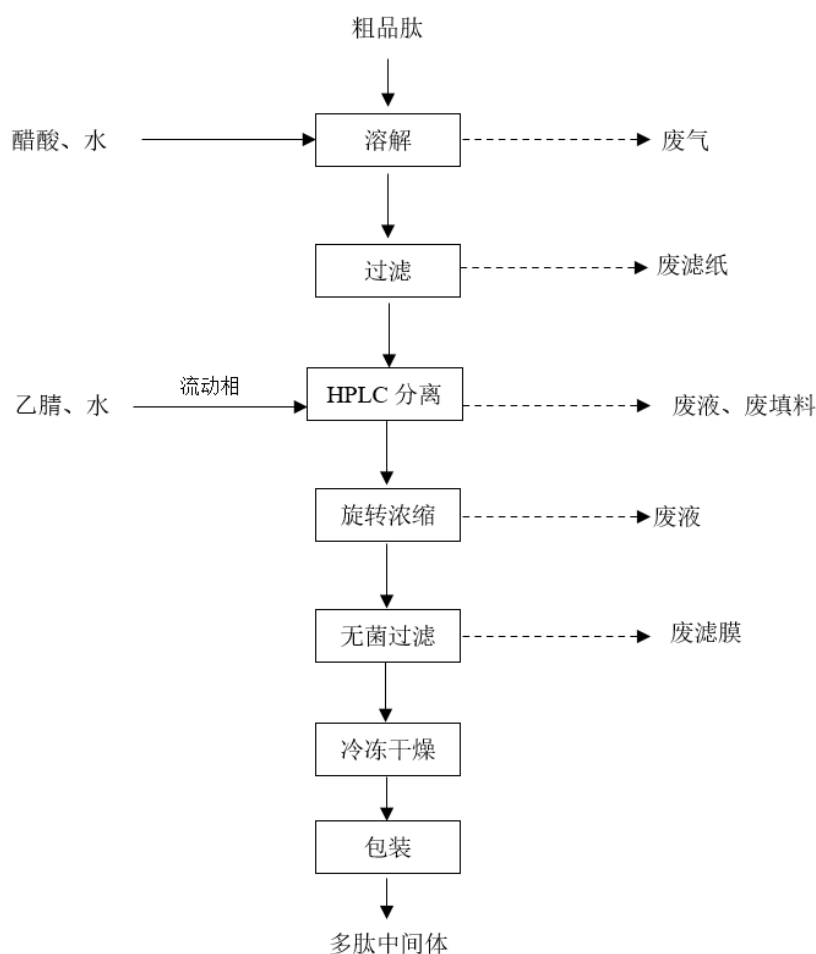 粗品肽
醋酸、水
溶解
废气
过滤
废滤纸
乙腈、水
流动相
HPLC 分离
废液、废填料
旋转浓缩
废液
无菌过滤
废滤膜
冷冻干燥
包装
多肽中间体